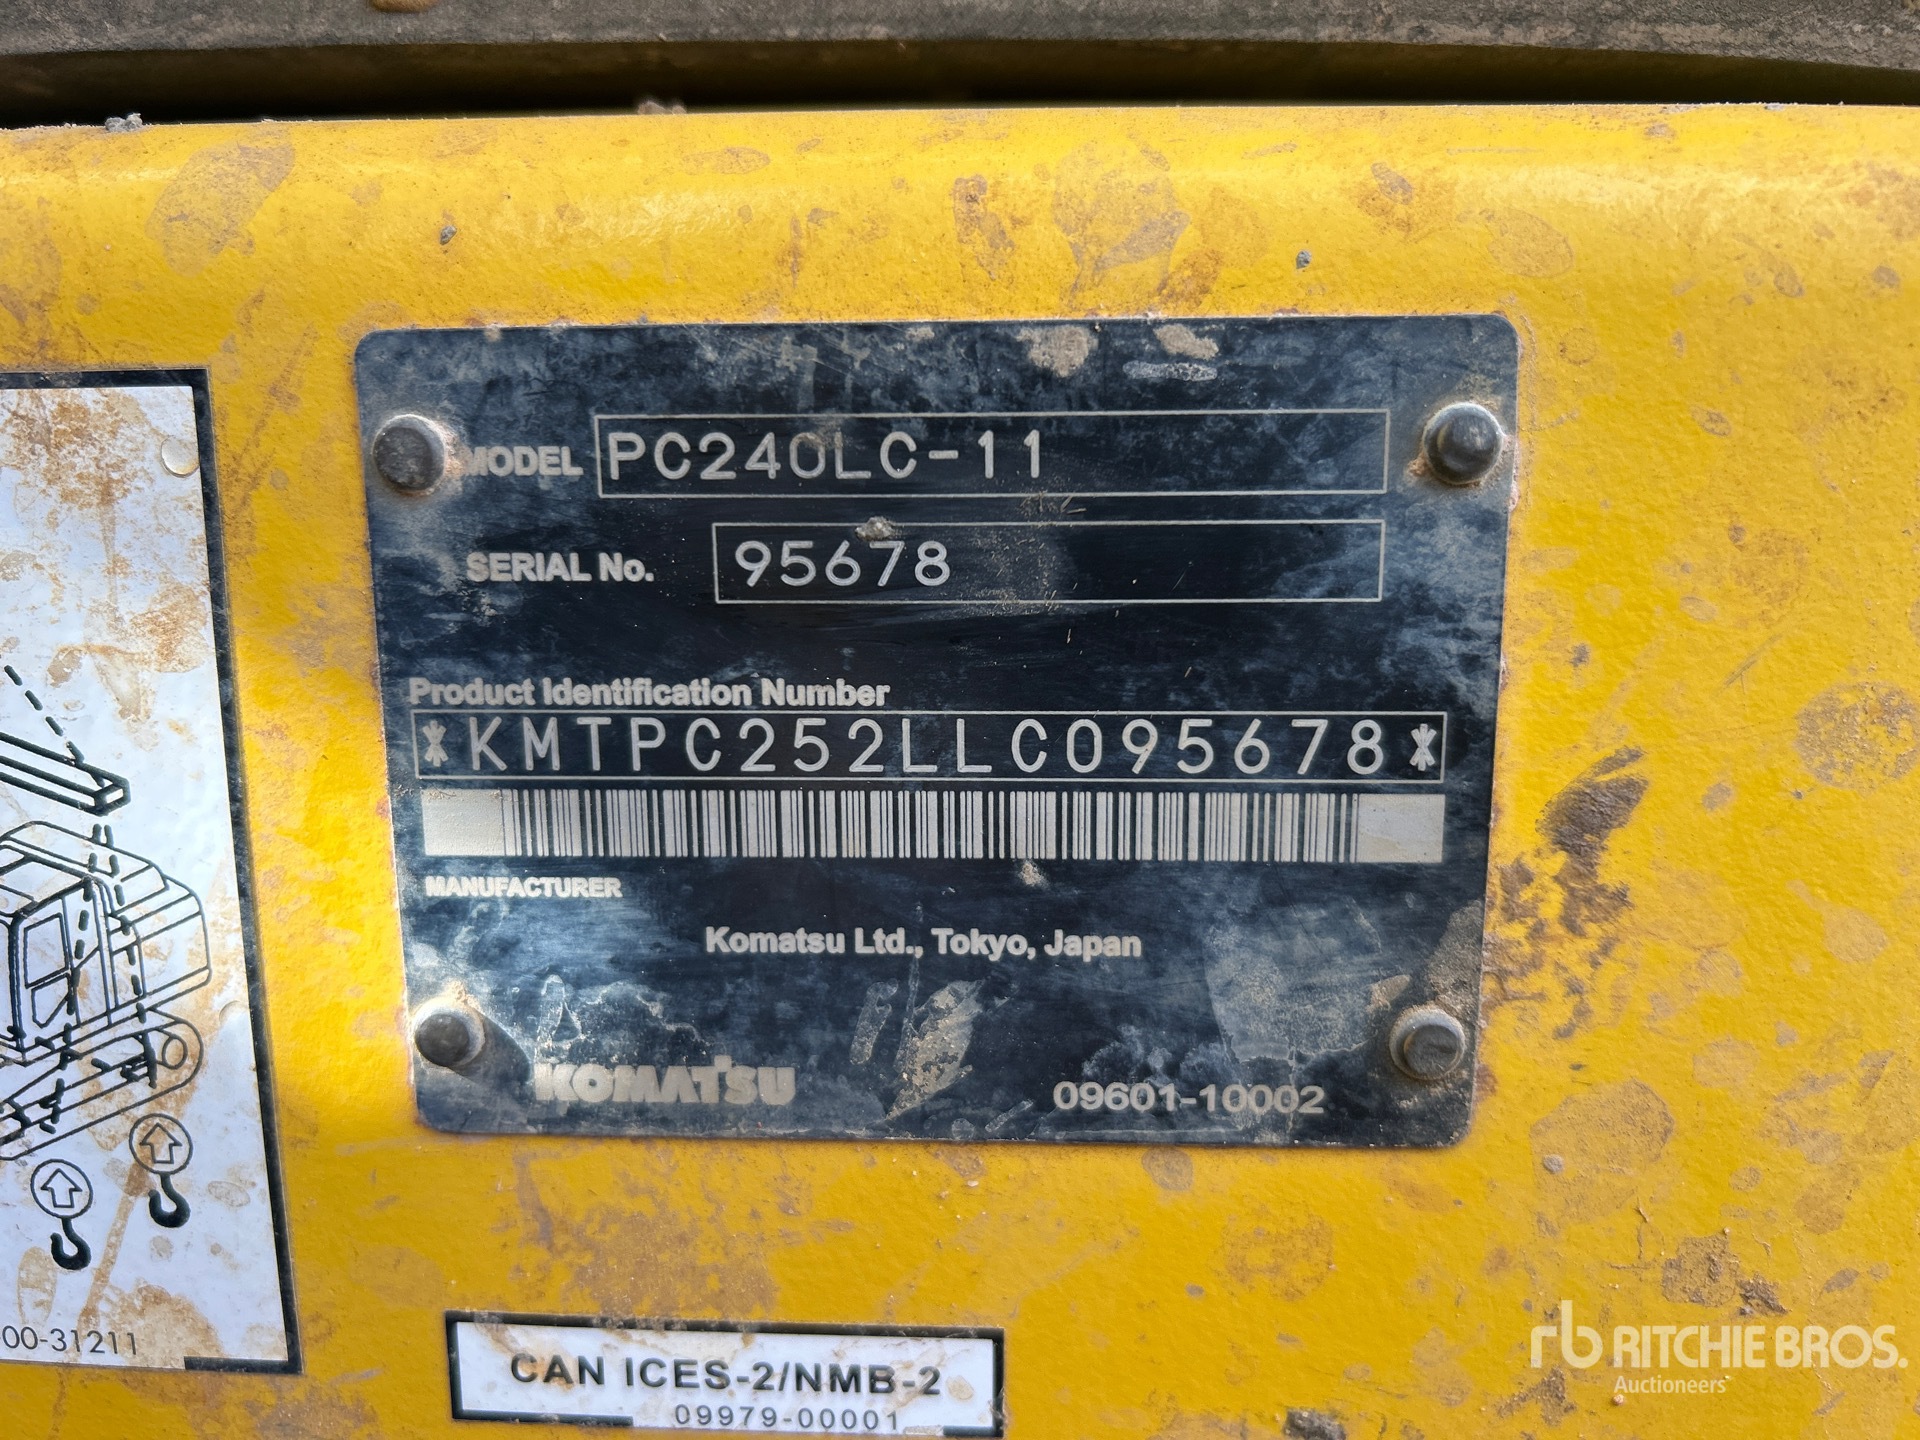 MODEL PC240LC-11
SERIAL No. 95678
Product Identification Number
*KMTPC252LLC095678*
MANUFACTURER
Komatsu Ltd., Tokyo, Japan
KOMATSU 09601-10002
00-31211
CAN ICES-2/NMB-2
09979-00001
rb RITCHIE BROS.
Auctioneers